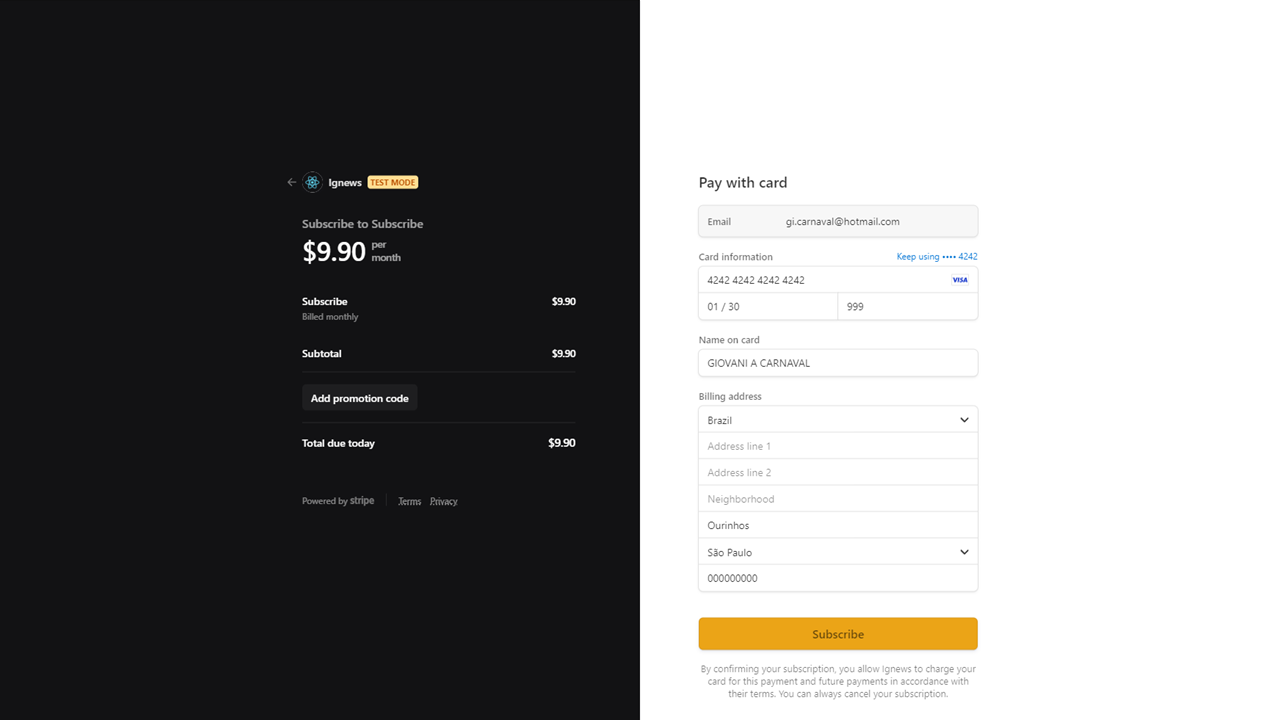 Ignews TEST MODE
Subscribe to Subscribe
$9.90 per
month
Subscribe $9.90
Billed monthly
Subtotal $9.90
Add promotion code
Total due today $9.90
Powered by stripe Terms Privacy
Pay with card
Email gi.carnaval@hotmail.com
Card information Keep using •••• 4242
4242 4242 4242 4242 VISA
01 / 30 999
Name on card
GIOVANI A CARNAVAL
Billing address
Brazil
Address line 1
Address line 2
Neighborhood
Ourinhos
São Paulo
000000000
Subscribe
By confirming your subscription, you allow Ignews to charge your
card for this payment and future payments in accordance with
their terms. You can always cancel your subscription.